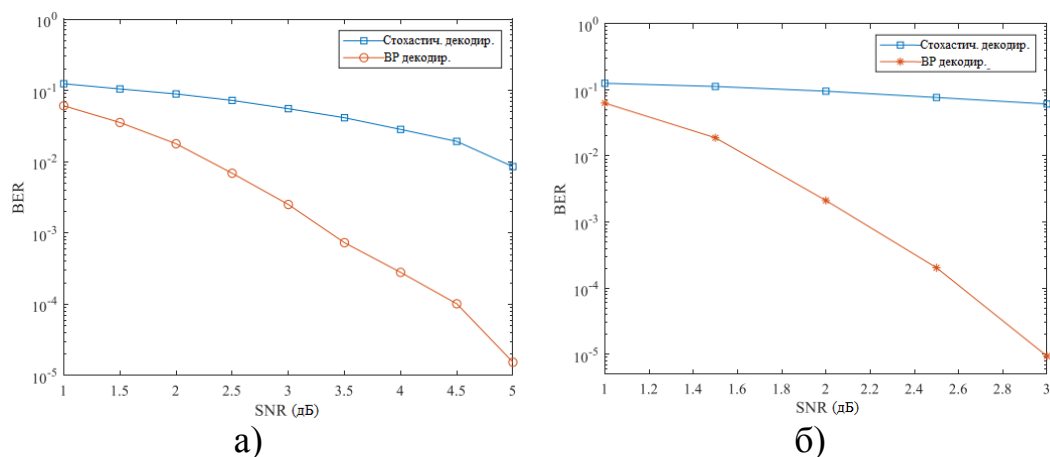 10^0
10^-1
10^-2
10^-3
10^-4
10^-5
BER
Стохастич. декодир.
BP декодир.
1 1.5 2 2.5 3 3.5 4 4.5 5
SNR (дБ)
а)
10^0
10^-1
10^-2
10^-3
10^-4
10^-5
BER
Стохастич. декодир.
BP декодир._
1 1.2 1.4 1.6 1.8 2 2.2 2.4 2.6 2.8 3
SNR (дБ)
б)